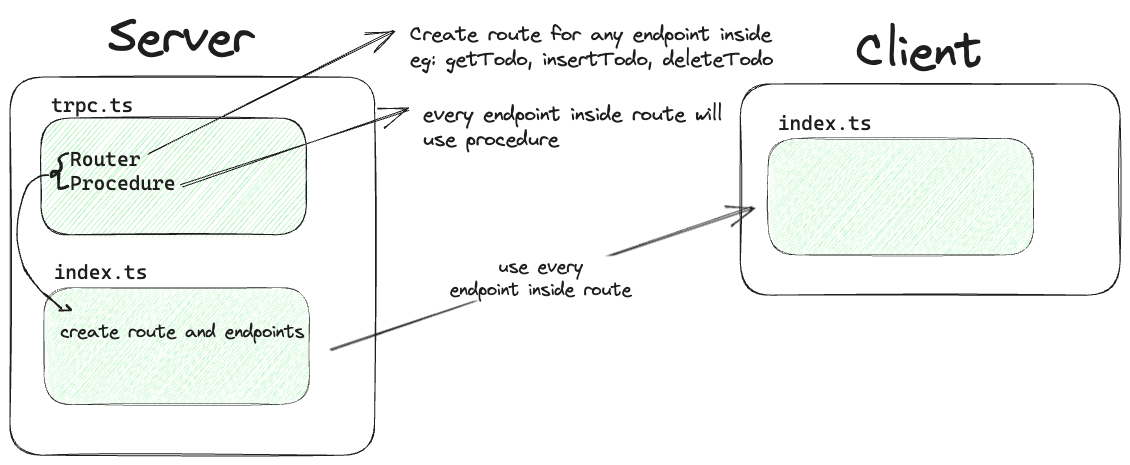 Server
Create route for any endpoint inside
eg: getTodo, insertTodo, deleteTodo
Client
trpc.ts
every endpoint inside route will
use procedure
index.ts
Router
Procedure
index.ts
use every
endpoint inside route
create route and endpoints